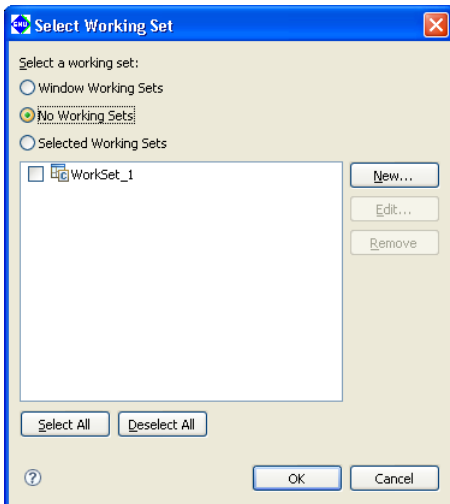 GNU Select Working Set
Select a working set:
Window Working Sets
No Working Sets
Selected Working Sets
WorkSet_1
New...
Edit...
Remove
Select All Deselect All
? OK Cancel